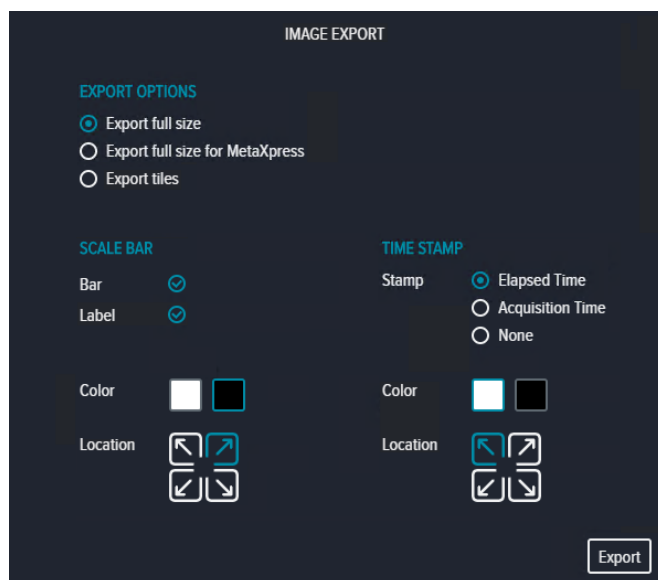 IMAGE EXPORT
EXPORT OPTIONS
Export full size
Export full size for MetaXpress
Export tiles
SCALE BAR
Bar
Label
Color
Location
TIME STAMP
Stamp
Elapsed Time
Acquisition Time
None
Color
Location
Export